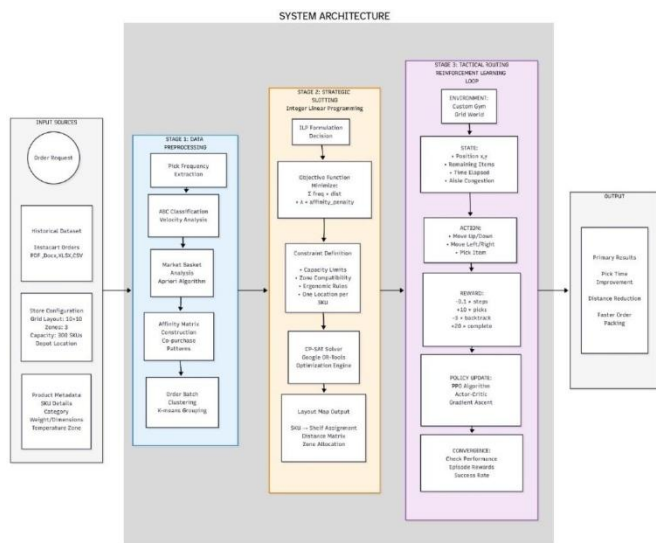 SYSTEM ARCHITECTURE
INPUT SOURCES
Order Request
Historical Dataset
Instacart Orders
PDF ,Docx,XLSX,CSV
Store Configuration
Grid Layout: 10×10
Zones: 3
Capacity: 300 SKUs
Depot Location
Product Metadata
SKU Details
Category
Weight/Dimensions
Temperature Zone
STAGE 1: DATA
PREPROCESSING
Pick Frequency
Extraction
ABC Classification
Velocity Analysis
Market Basket
Analysis
Apriori Algorithm
Affinity Matrix
Construction
Co-purchase
Patterns
Order Batch
Clustering
K-means Grouping
STAGE 2: STRATEGIC
SLOTTING
Integer Linear Programming
ILP Formulation
Decision
Objective Function
Minimize:
Σ freq × dist
+ λ × affinity_penalty
Constraint Definition
• Capacity Limits
• Zone Compatibility
• Ergonomic Rules
• One Location per
SKU
CP-SAT Solver
Google OR-Tools
Optimization Engine
Layout Map Output
SKU → Shelf Assignment
Distance Matrix
Zone Allocation
STAGE 3: TACTICAL ROUTING
REINFORCEMENT LEARNING
LOOP
ENVIRONMENT:
Custom Gym
Grid World
STATE:
• Position x,y
• Remaining Items
• Time Elapsed
• Aisle Congestion
ACTION:
• Move Up/Down
• Move Left/Right
• Pick Item
REWARD:
-0.1 × steps
+10 × picks
-5 × backtrack
+20 × complete
POLICY UPDATE:
PPO Algorithm
Actor-Critic
Gradient Ascent
CONVERGENCE:
Check Performance
Episode Rewards
Success Rate
OUTPUT
Primary Results
Pick Time
Improvement
Distance Reduction
Faster Order
Packing